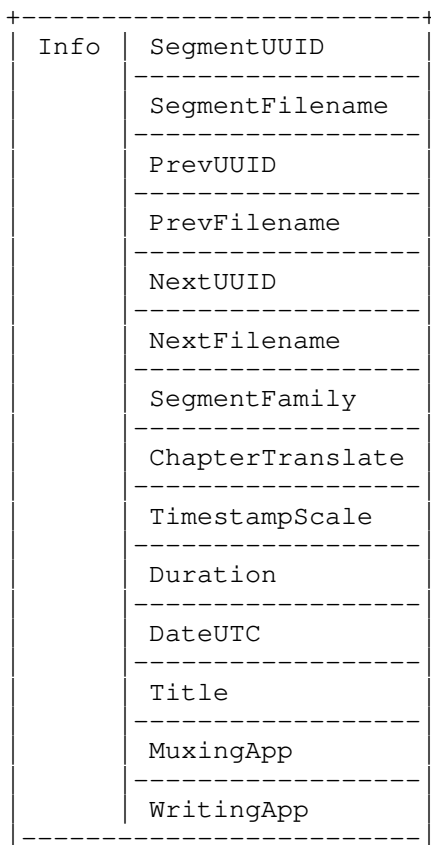 +-------------------------+
| Info | SegmentUUID |
| |------------------|
| | SegmentFilename |
| |------------------|
| | PrevUUID |
| |------------------|
| | PrevFilename |
| |------------------|
| | NextUUID |
| |------------------|
| | NextFilename |
| |------------------|
| | SegmentFamily |
| |------------------|
| | ChapterTranslate |
| |------------------|
| | TimestampScale |
| |------------------|
| | Duration |
| |------------------|
| | DateUTC |
| |------------------|
| | Title |
| |------------------|
| | MuxingApp |
| |------------------|
| | WritingApp |
|-------------------------|